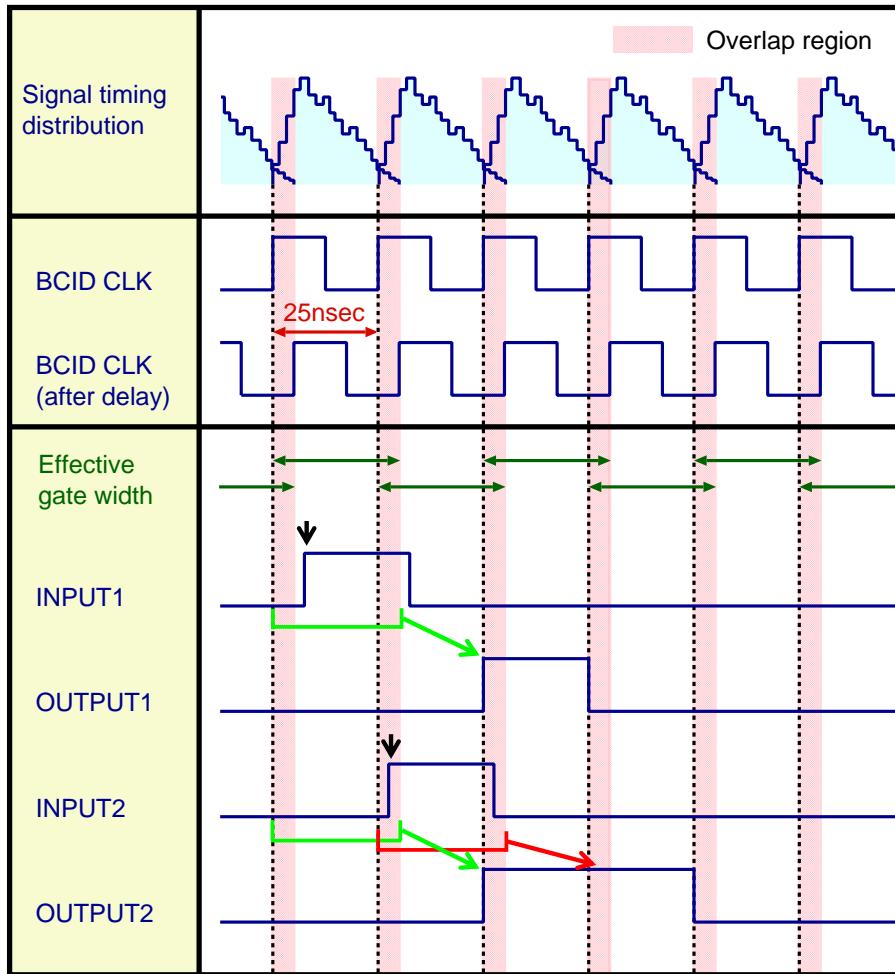 Overlap region
Signal timing
distribution
BCID CLK
25nsec
BCID CLK
(after delay)
Effective
gate width
INPUT1
OUTPUT1
INPUT2
OUTPUT2